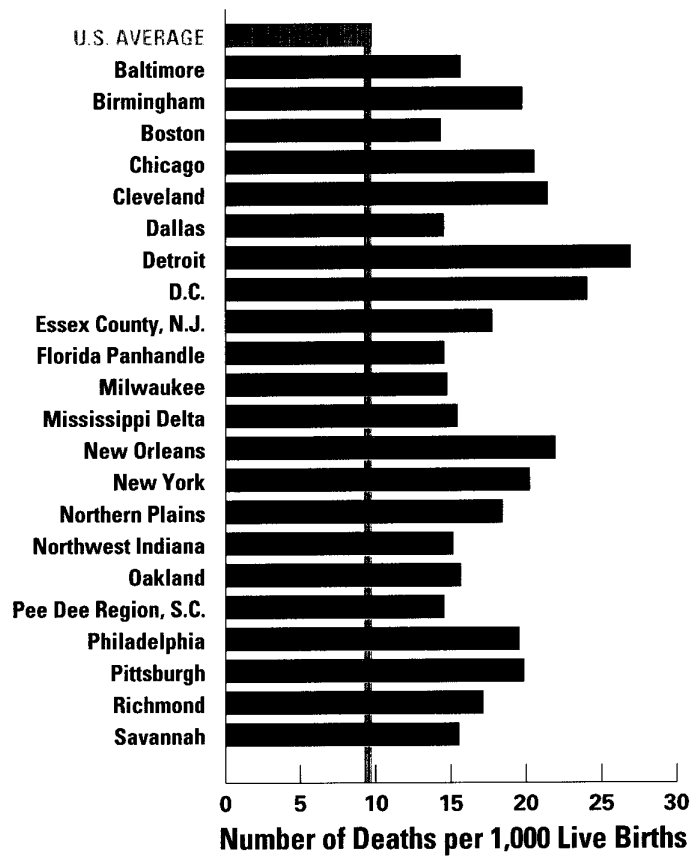 U.S. AVERAGE
Baltimore
Birmingham
Boston
Chicago
Cleveland
Dallas
Detroit
D.C.
Essex County, N.J.
Florida Panhandle
Milwaukee
Mississippi Delta
New Orleans
New York
Northern Plains
Northwest Indiana
Oakland
Pee Dee Region, S.C.
Philadelphia
Pittsburgh
Richmond
Savannah
0 5 10 15 20 25 30
Number of Deaths per 1,000 Live Births